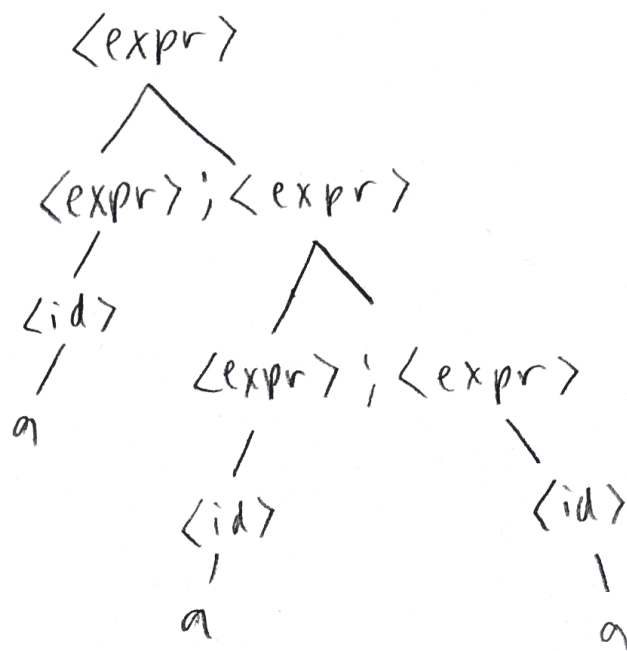 <expr>
<expr> ; <expr>
<id>
<expr> ; <expr>
a
<id> <id>
a a